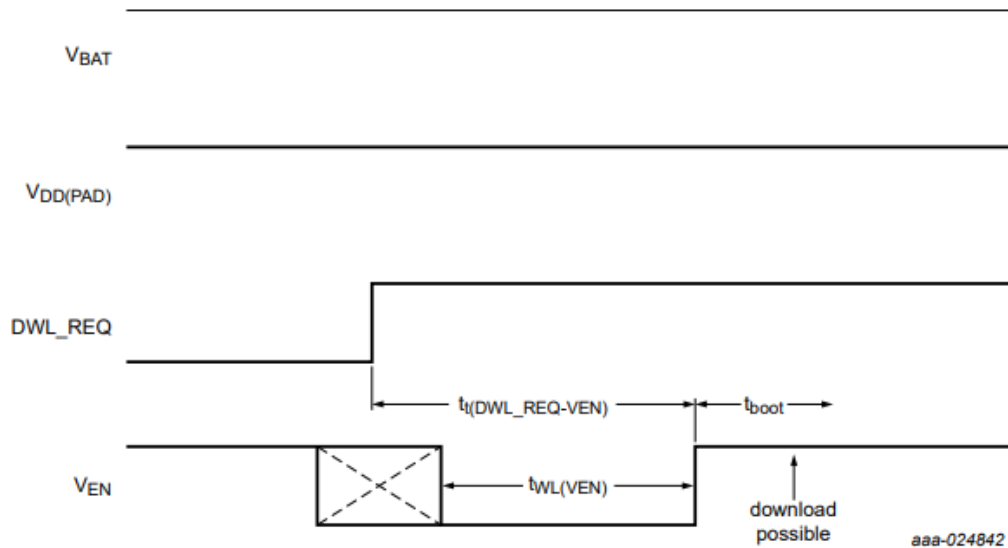 VBAT
VDD(PAD)
DWL_REQ
tt(DWL_REQ-VEN)
tboot
VEN
tWL(VEN)
download
possible
aaa-024842